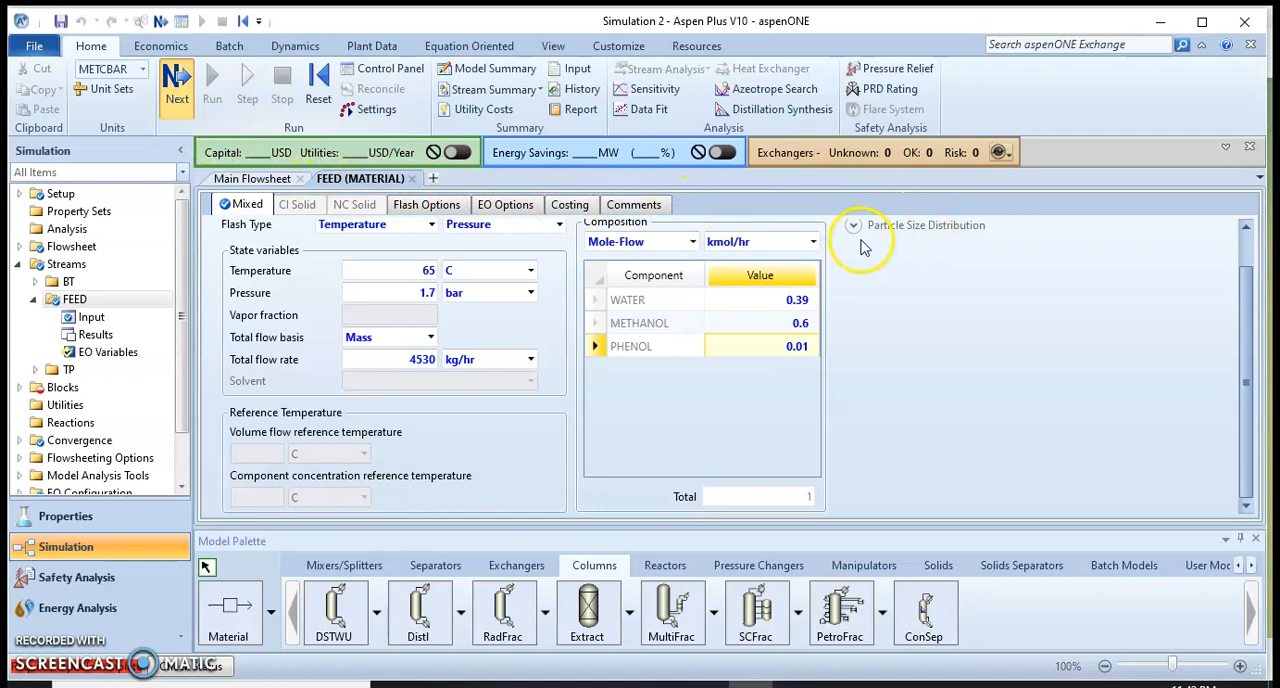 Simulation 2 - Aspen Plus V10 - aspenONE
File Home Economics Batch Dynamics Plant Data Equation Oriented View Customize Resources Search aspenONE Exchange
Cut METCBAR Control Panel Model Summary Input Stream Analysis Heat Exchanger Pressure Relief
Copy Unit Sets Next Run Step Stop Reset Reconcile Stream Summary History Sensitivity Azeotrope Search PRD Rating
Paste Settings Utility Costs Report Data Fit Distillation Synthesis Flare System
Clipboard Units Run Summary Analysis Safety Analysis
Simulation Capital: ____USD Utilities: ____USD/Year Energy Savings: ____MW (____%) Exchangers - Unknown: 0 OK: 0 Risk: 0
All Items Main Flowsheet FEED (MATERIAL)
Setup Mixed CI Solid NC Solid Flash Options EO Options Costing Comments
Property Sets Flash Type Temperature Pressure Composition Particle Size Distribution
Analysis State variables Mole-Flow kmol/hr
Flowsheet Temperature 65 C Component Value
Streams Pressure 1.7 bar WATER 0.39
BT Vapor fraction METHANOL 0.6
FEED Total flow basis Mass PHENOL 0.01
Input Total flow rate 4530 kg/hr
Results Solvent
EO Variables Reference Temperature
TP Volume flow reference temperature
Blocks C
Utilities Component concentration reference temperature
Reactions C Total 1
Convergence
Flowsheeting Options
Model Analysis Tools
EO Configuration
Properties
Simulation
Safety Analysis
Energy Analysis
Model Palette
Mixers/Splitters Separators Exchangers Columns Reactors Pressure Changers Manipulators Solids Solids Separators Batch Models User Moc
Material DSTWU Distl RadFrac Extract MultiFrac SCFrac PetroFrac ConSep
RECORDED WITH
SCREENCAST MATIC
100%